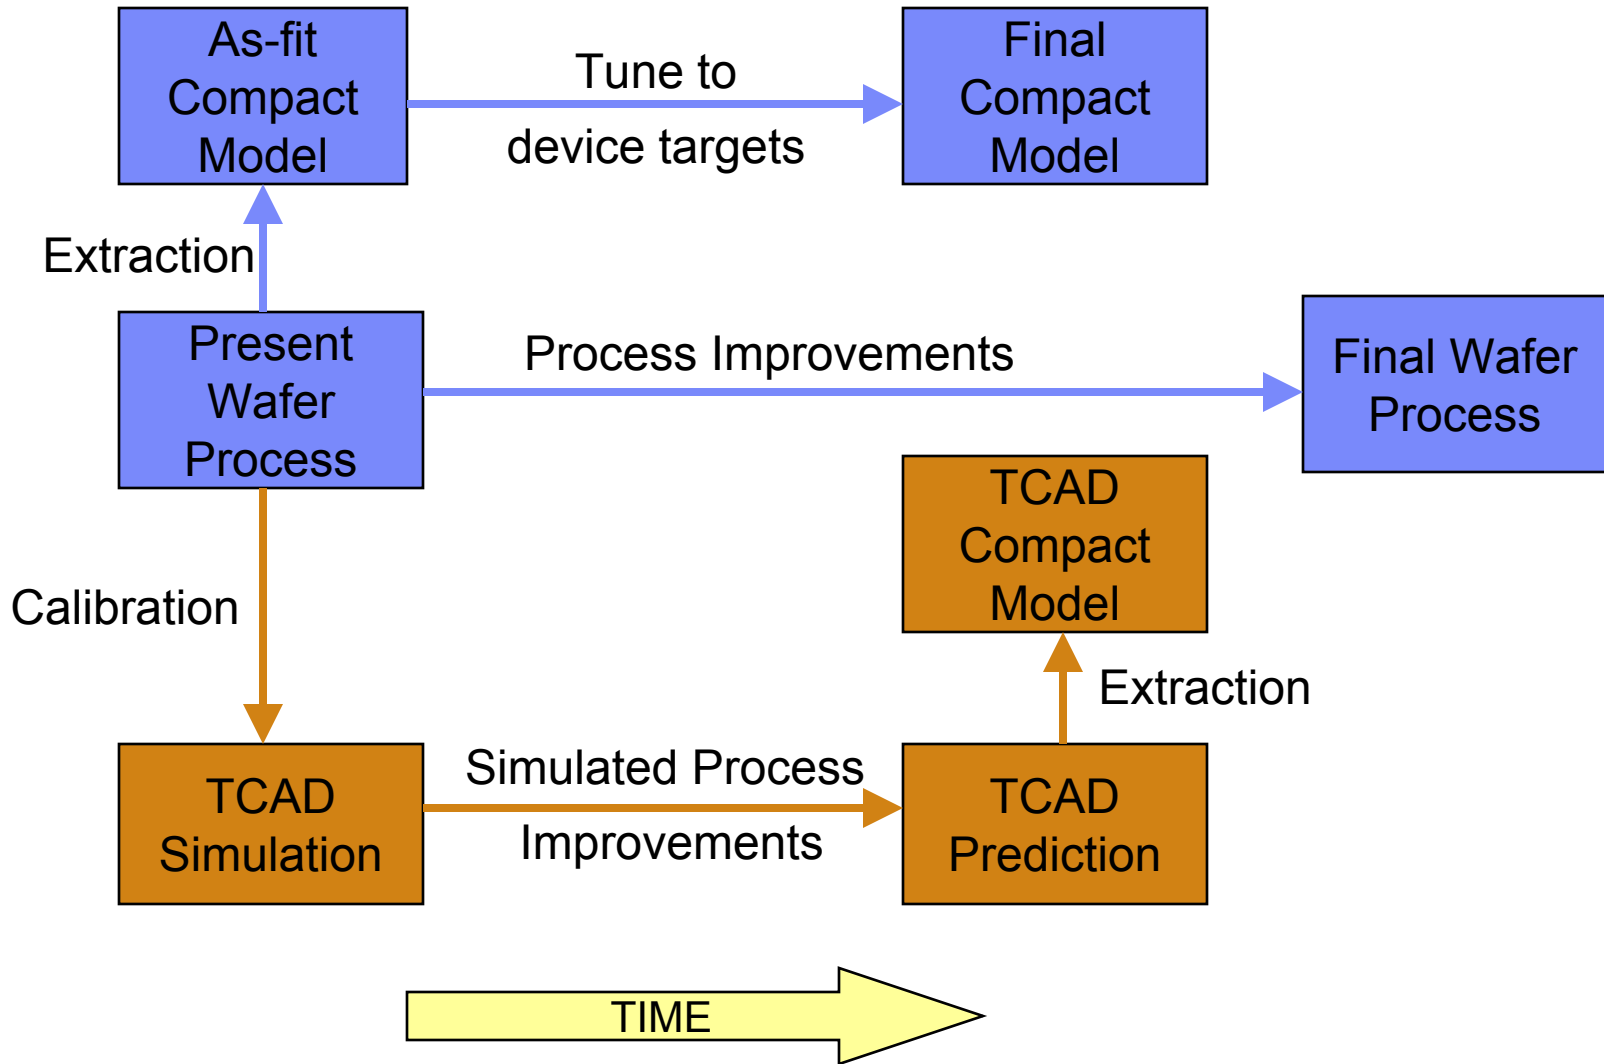 As-fit
Compact
Model
Tune to
device targets
Final
Compact
Model
Extraction
Present
Wafer
Process
Process Improvements
Final Wafer
Process
TCAD
Compact
Model
Calibration
Extraction
TCAD
Simulation
Simulated Process
Improvements
TCAD
Prediction
TIME